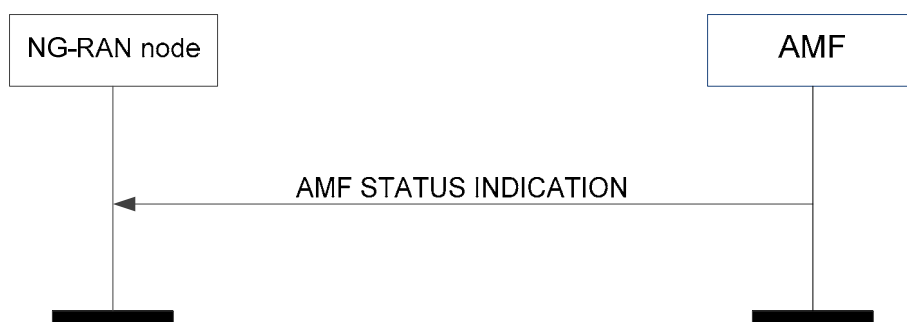 NG-RAN node
AMF
AMF STATUS INDICATION